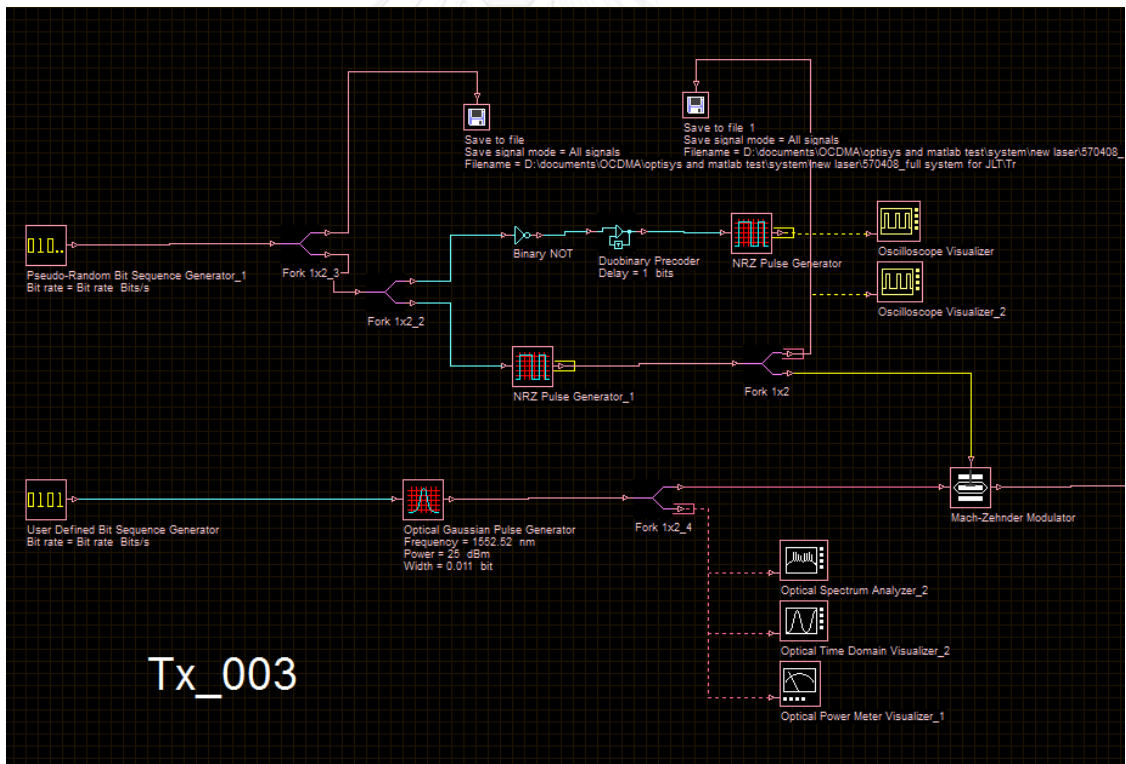 Save to file
Save signal mode = All signals
Filename = D:\documents\OCDMA\optisys and matlab test\system\new laser\570408_full system for JLT\Tr
Save to file 1
Save signal mode = All signals
Filename = D:\documents\OCDMA\optisys and matlab test\system\new laser\570408_
010..
Pseudo-Random Bit Sequence Generator_1
Bit rate = Bit rate Bits/s
Fork 1x2_3
Fork 1x2_2
Binary NOT
T
Duobinary Precoder
Delay = 1 bits
NRZ Pulse Generator
Oscilloscope Visualizer
Oscilloscope Visualizer_2
NRZ Pulse Generator_1
Fork 1x2
0101
User Defined Bit Sequence Generator
Bit rate = Bit rate Bits/s
Optical Gaussian Pulse Generator
Frequency = 1552.52 nm
Power = 25 dBm
Width = 0.011 bit
Fork 1x2_4
Mach-Zehnder Modulator
Optical Spectrum Analyzer_2
Optical Time Domain Visualizer_2
Optical Power Meter Visualizer_1
Tx_003